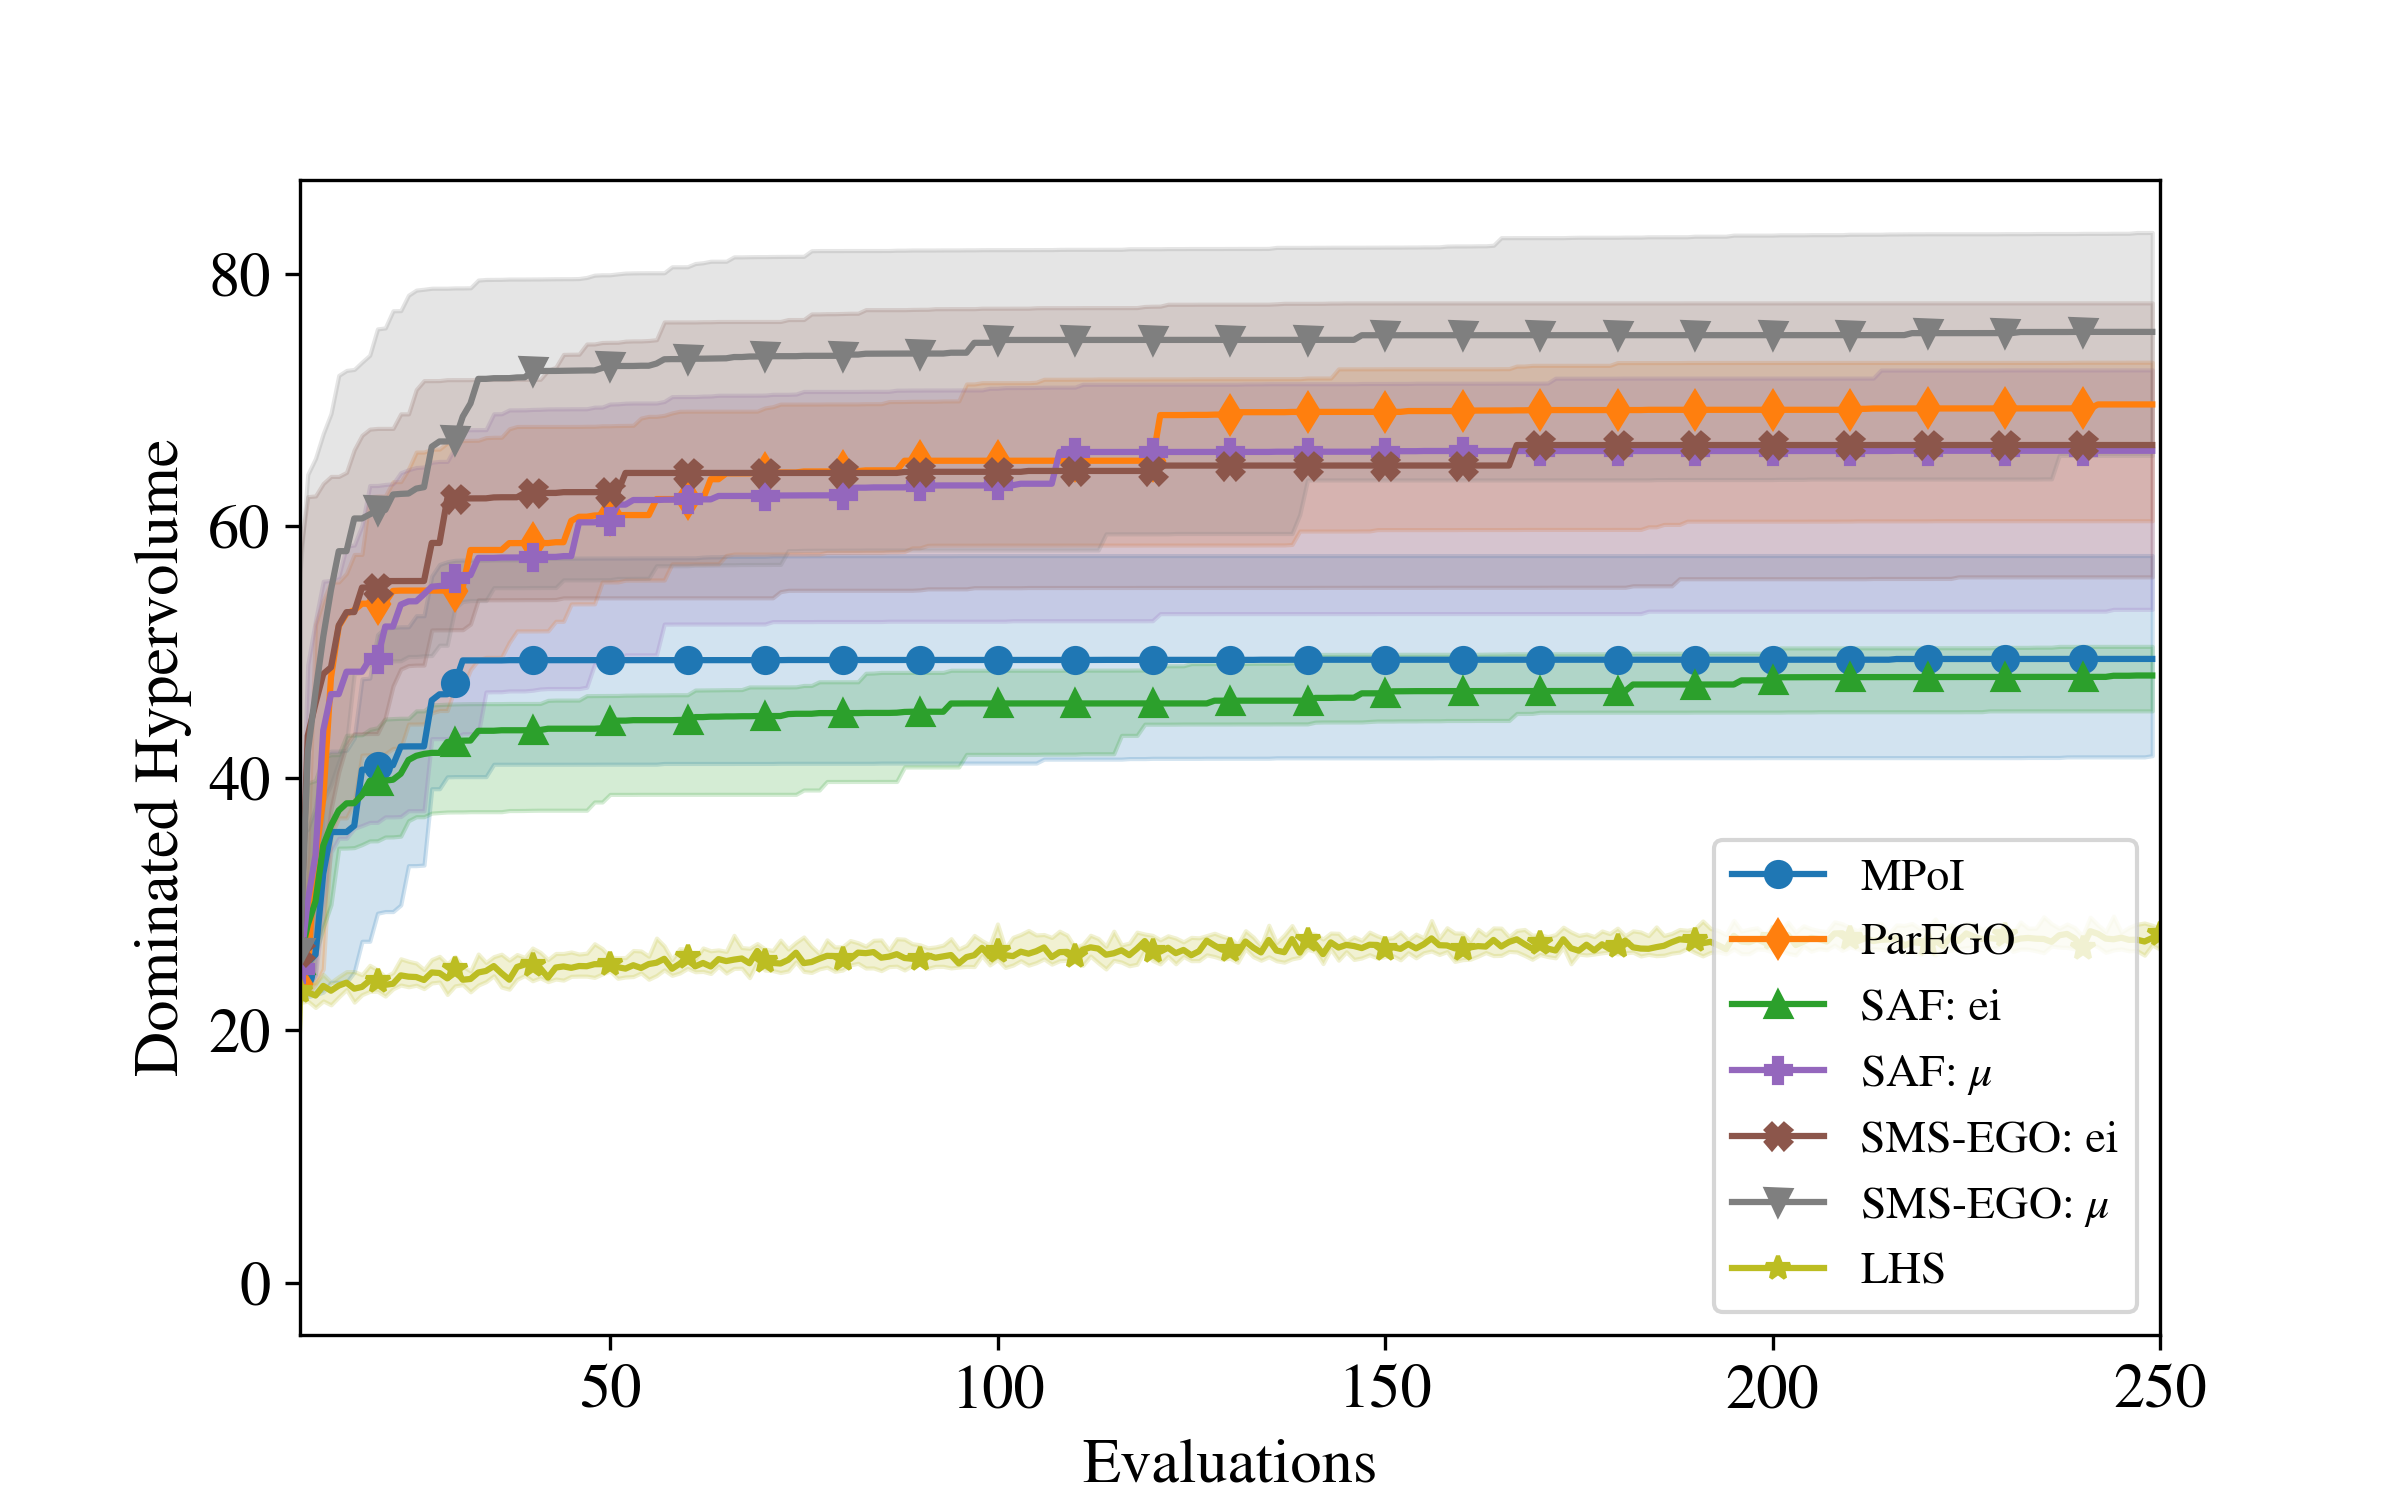 Dominated Hypervolume
80
60
40
20
0
50
100
150
200
250
Evaluations
MPoI
ParEGO
SAF: ei
SAF: μ
SMS-EGO: ei
SMS-EGO: μ
LHS